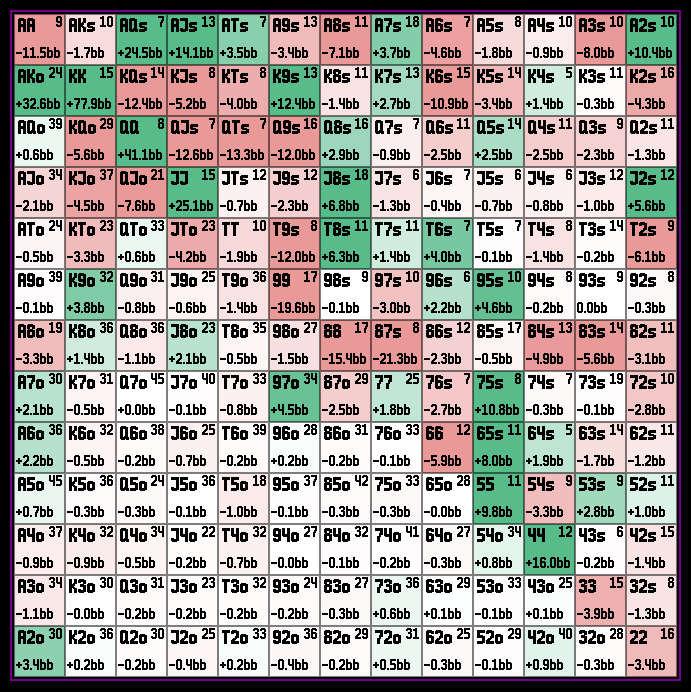 AA 9 AKs 10 AQs 7 AJs 13 ATs 7 A9s 13 A8s 11 A7s 18 A6s 7 A5s 8 A4s 10 A3s 10 A2s 10
-11.5bb -1.7bb +24.5bb +14.1bb +3.5bb -3.4bb -7.1bb +3.7bb -4.6bb -1.8bb -0.9bb -8.0bb +10.4bb
AKo 24 KK 15 KQs 14 KJs 8 KTs 8 K9s 13 K8s 11 K7s 13 K6s 15 K5s 14 K4s 5 K3s 11 K2s 16
+32.6bb +77.9bb -12.4bb -5.2bb -4.0bb +12.4bb -1.4bb +2.7bb -10.9bb -3.4bb +1.4bb -0.3bb -4.3bb
AQo 39 KQo 29 QQ 8 QJs 7 QTs 7 Q9s 16 Q8s 16 Q7s 7 Q6s 11 Q5s 14 Q4s 11 Q3s 9 Q2s 11
+0.6bb -5.6bb +41.1bb -12.6bb -13.3bb -12.0bb +2.9bb -0.9bb -2.5bb +2.5bb -2.5bb -2.3bb -1.3bb
AJo 34 KJo 37 QJo 21 JJ 15 JTs 12 J9s 12 J8s 18 J7s 6 J6s 7 J5s 6 J4s 8 J3s 12 J2s 12
-2.1bb -4.5bb -7.6bb +25.1bb -0.7bb -2.3bb +6.8bb -1.3bb -0.4bb -0.7bb -0.8bb -1.0bb +5.6bb
ATo 24 KTo 23 QTo 33 JTo 23 TT 10 T9s 8 T8s 11 T7s 11 T6s 7 T5s 7 T4s 8 T3s 14 T2s 9
-0.5bb -3.3bb +0.6bb -4.2bb -1.9bb -12.0bb +6.3bb +1.4bb +4.0bb -0.1bb -1.4bb -0.2bb -6.1bb
A9o 39 K9o 32 Q9o 31 J9o 25 T9o 36 99 17 98s 9 97s 10 96s 6 95s 10 94s 8 93s 9 92s 8
-0.1bb +3.8bb -0.8bb -0.6bb -1.4bb -19.6bb -0.1bb -3.0bb +2.2bb +4.6bb -0.2bb 0.0bb -0.3bb
A8o 19 K8o 36 Q8o 36 J8o 23 T8o 35 98o 27 88 17 87s 8 86s 12 85s 17 84s 13 83s 14 82s 11
-3.3bb +1.4bb -1.1bb +2.1bb -0.5bb -1.5bb -15.4bb -21.3bb -2.3bb -0.5bb -4.9bb -5.6bb -3.1bb
A7o 30 K7o 31 Q7o 45 J7o 40 T7o 33 97o 34 87o 29 77 25 76s 7 75s 8 74s 7 73s 19 72s 10
+2.1bb -0.5bb +0.0bb -0.1bb -0.8bb +4.5bb -2.5bb +1.8bb -2.7bb +10.8bb -0.3bb -0.1bb -2.8bb
A6o 36 K6o 32 Q6o 38 J6o 25 T6o 39 96o 28 86o 31 76o 33 66 12 65s 11 64s 5 63s 14 62s 11
+2.2bb -0.5bb -0.2bb -0.7bb -0.2bb +0.2bb -0.2bb -0.1bb -5.9bb +8.0bb +1.9bb -1.7bb -1.2bb
A5o 45 K5o 36 Q5o 24 J5o 36 T5o 18 95o 37 85o 42 75o 33 65o 28 55 11 54s 9 53s 9 52s 11
+0.7bb -0.3bb -0.3bb -0.1bb -1.0bb -0.1bb -0.2bb -0.3bb -0.0bb +9.8bb -3.3bb +2.8bb +1.0bb
A4o 37 K4o 32 Q4o 34 J4o 22 T4o 32 94o 27 84o 32 74o 41 64o 27 54o 34 44 12 43s 6 42s 15
-0.9bb -0.9bb -0.5bb -0.2bb -0.7bb -0.0bb -0.1bb -0.2bb -0.3bb +0.8bb +16.0bb -0.2bb -1.4bb
A3o 34 K3o 30 Q3o 31 J3o 23 T3o 32 93o 24 83o 27 73o 36 63o 29 53o 33 43o 25 33 15 32s 8
-1.1bb -0.0bb -0.2bb -0.2bb -0.2bb -0.2bb -0.3bb +0.6bb +0.1bb -0.1bb +0.1bb -3.9bb -1.3bb
A2o 30 K2o 36 Q2o 30 J2o 25 T2o 33 92o 36 82o 29 72o 31 62o 25 52o 29 42o 40 32o 28 22 16
+3.4bb +0.2bb -0.2bb -0.4bb +0.2bb -0.4bb -0.2bb +0.5bb -0.3bb -0.1bb +0.9bb -0.3bb -3.4bb